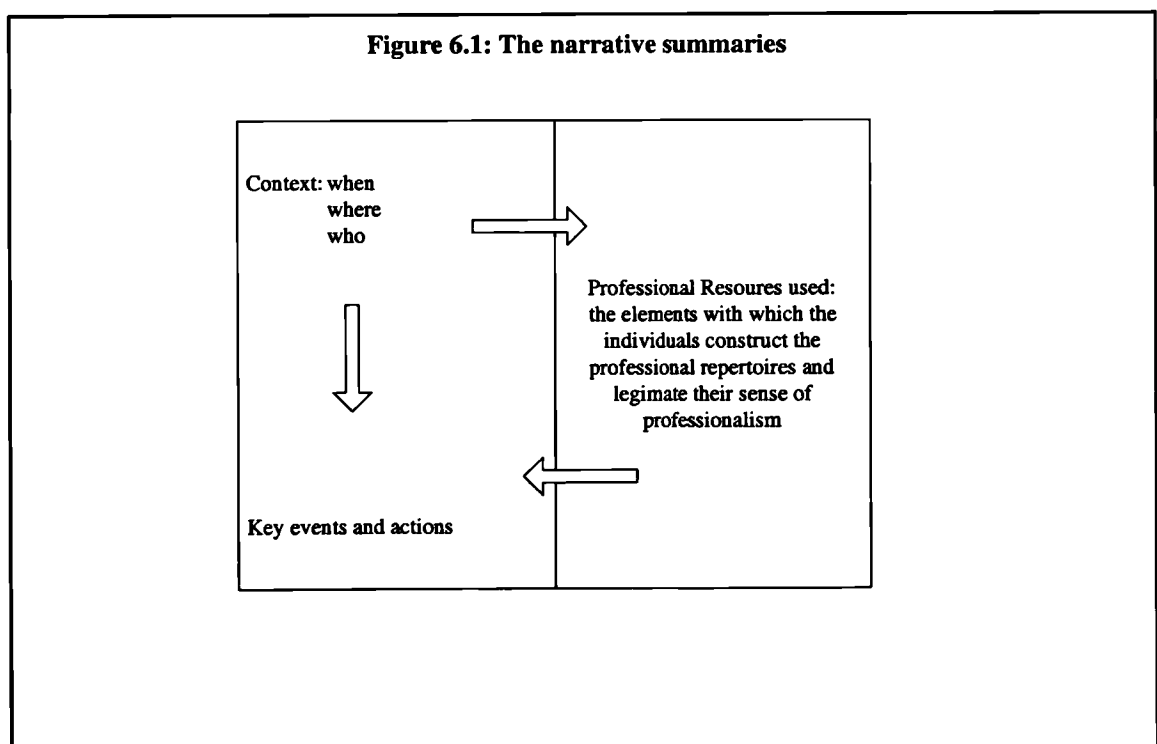 Figure 6.1: The narrative summaries
Context: when
where
who
Professional Resoures used:
the elements with which the
individuals construct the
professional repertoires and
legimate their sense of
professionalism
Key events and actions